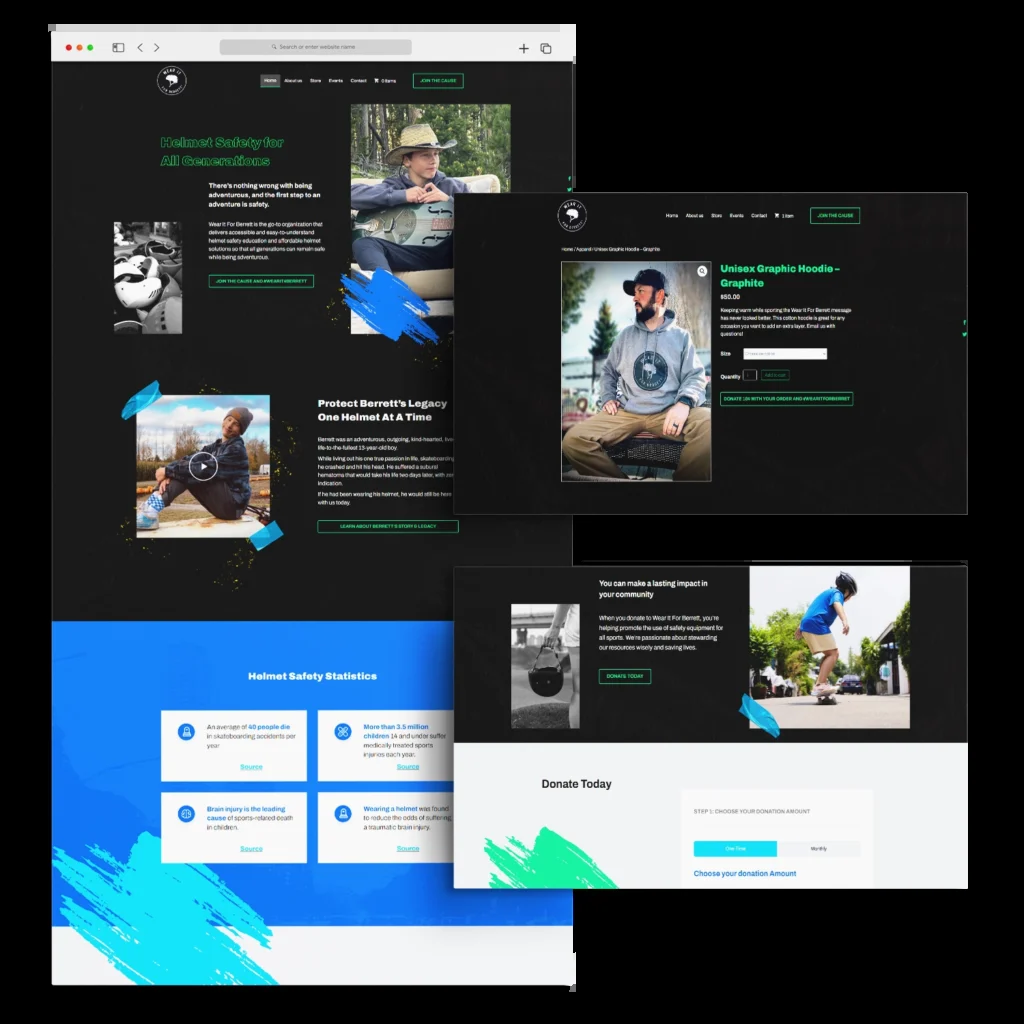 Search or enter website name
WEAR IT
FOR BERRETT
Home About us Store Events Contact 0 items JOIN THE CAUSE
Helmet Safety for
All Generations
There's nothing wrong with being
adventurous, and the first step to an
adventure is safety.
Wear It For Berrett is the go-to organization that
delivers accessible and easy-to-understand
helmet safety education and affordable helmet
solutions so that all generations can remain safe
while being adventurous.
JOIN THE CAUSE AND #WEARITFORBERRETT
Protect Berrett's Legacy
One Helmet At A Time
Berrett was an adventurous, outgoing, kind-hearted, live
life-to-the-fullest 13-year-old boy.
While living out his one true passion in life, skateboarding
he crashed and hit his head. He suffered a subural
hematoma that would take his life two days later, with zero
indication.
If he had been wearing his helmet, he would still be here
with us today.
LEARN ABOUT BERRETT'S STORY & LEGACY
Helmet Safety Statistics
An average of 40 people die
in skateboarding accidents per
year
Source
More than 3.5 million
children 14 and under suffer
medically treated sports
injuries each year.
Source
Brain injury is the leading
cause of sports-related death
in children.
Source
Wearing a helmet was found
to reduce the odds of suffering
a traumatic brain injury.
Source
WEAR IT
FOR BERRETT
Home About us Store Events Contact 1 item JOIN THE CAUSE
Home / Apparel / Unisex Graphic Hoodie – Graphite
WEAR IT
FOR BERRETT
Unisex Graphic Hoodie –
Graphite
$60.00
Keeping warm while sporting the Wear It For Berrett message
has never looked better. This cotton hoodie is great for any
occasion you want to add an extra layer. Email us with
questions!
Size
Quantity Add to cart
DONATE WITH YOUR ORDER AND #WEARITFORBERRETT
You can make a lasting impact in
your community
When you donate to Wear It For Berrett, you're
helping promote the use of safety equipment for
all sports. We're passionate about stewarding
our resources wisely and saving lives.
DONATE TODAY
Donate Today
STEP 1: CHOOSE YOUR DONATION AMOUNT
One Time Monthly
Choose your donation Amount